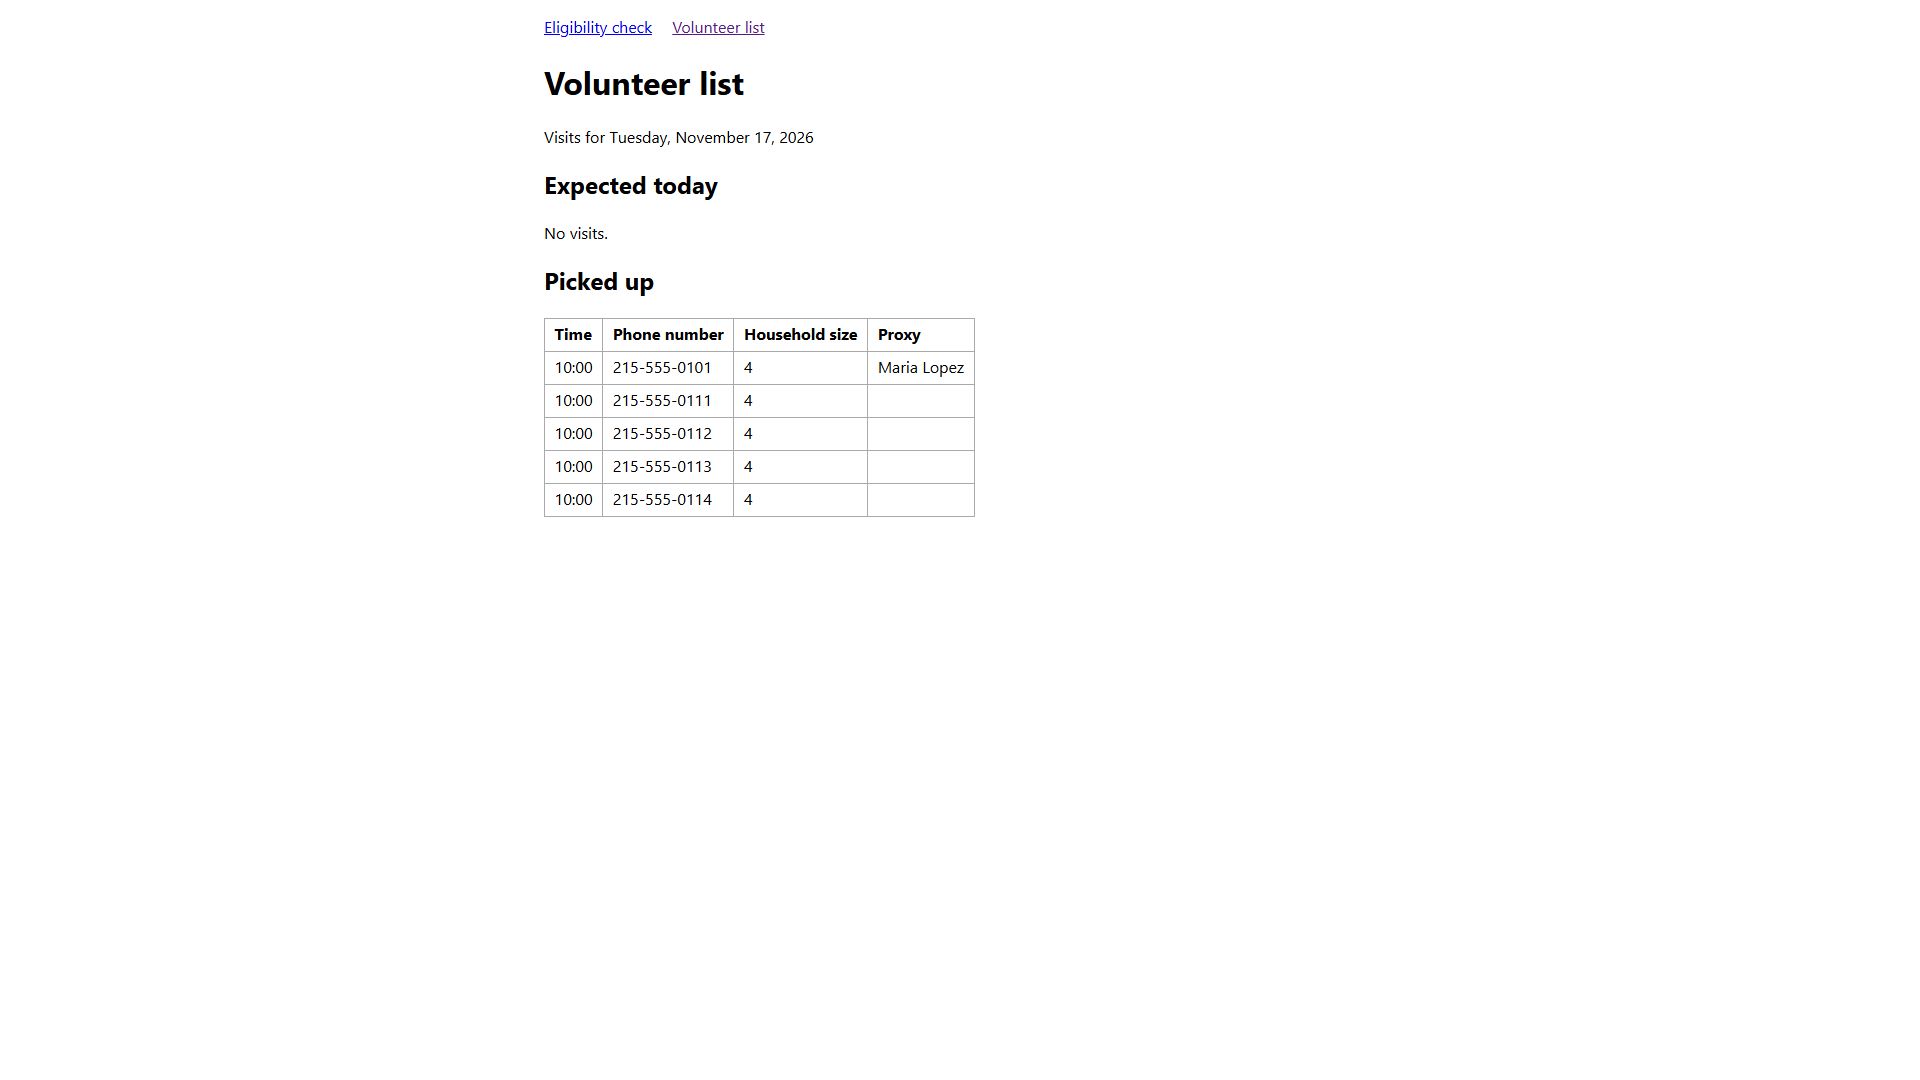 Eligibility check Volunteer list
Volunteer list
Visits for Tuesday, November 17, 2026
Expected today
No visits.
Picked up
Time Phone number Household size Proxy
10:00 215-555-0101 4 Maria Lopez
10:00 215-555-0111 4
10:00 215-555-0112 4
10:00 215-555-0113 4
10:00 215-555-0114 4